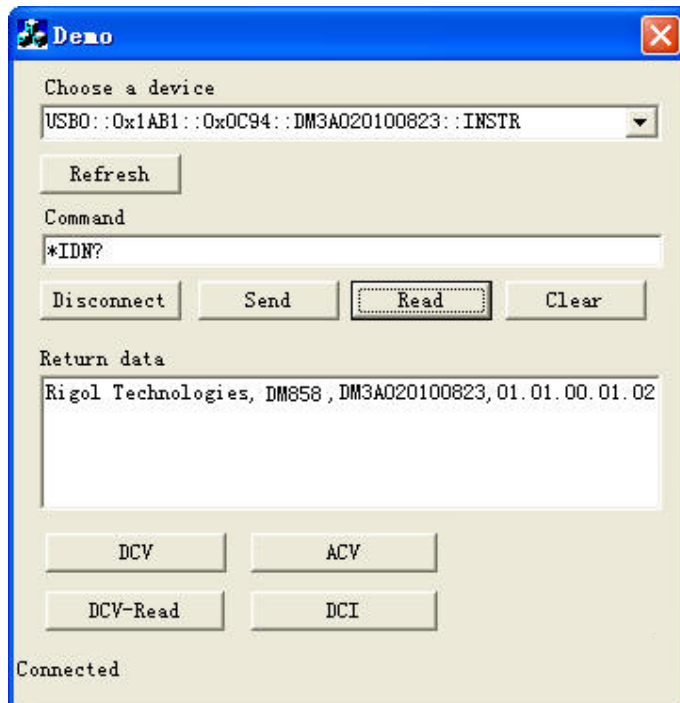 Demo
Choose a device
USB0::0x1AB1::0x0C94::DM3A020100823::INSTR
Refresh
Command
*IDN?
Disconnect Send Read Clear
Return data
Rigol Technologies, DM858 ,DM3A020100823,01.01.00.01.02
DCV ACV
DCV-Read DCI
Connected